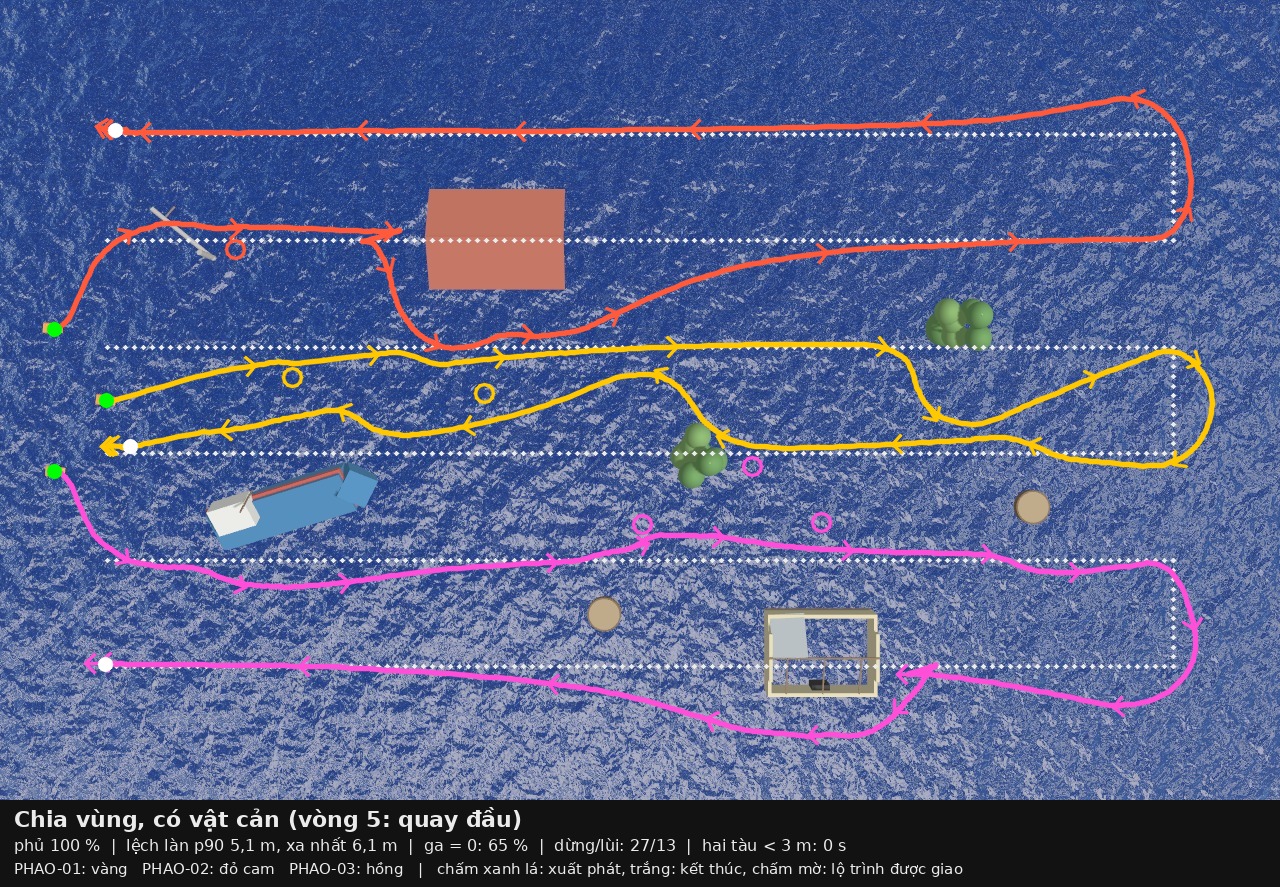 Chia vùng, có vật cản (vòng 5: quay đầu)
phủ 100 % | lệch làn p90 5,1 m, xa nhất 6,1 m | ga = 0: 65 % | dừng/lùi: 27/13 | hai tàu < 3 m: 0 s
PHAO-01: vàng PHAO-02: đỏ cam PHAO-03: hồng | chấm xanh lá: xuất phát, trắng: kết thúc, chấm mờ: lộ trình được giao